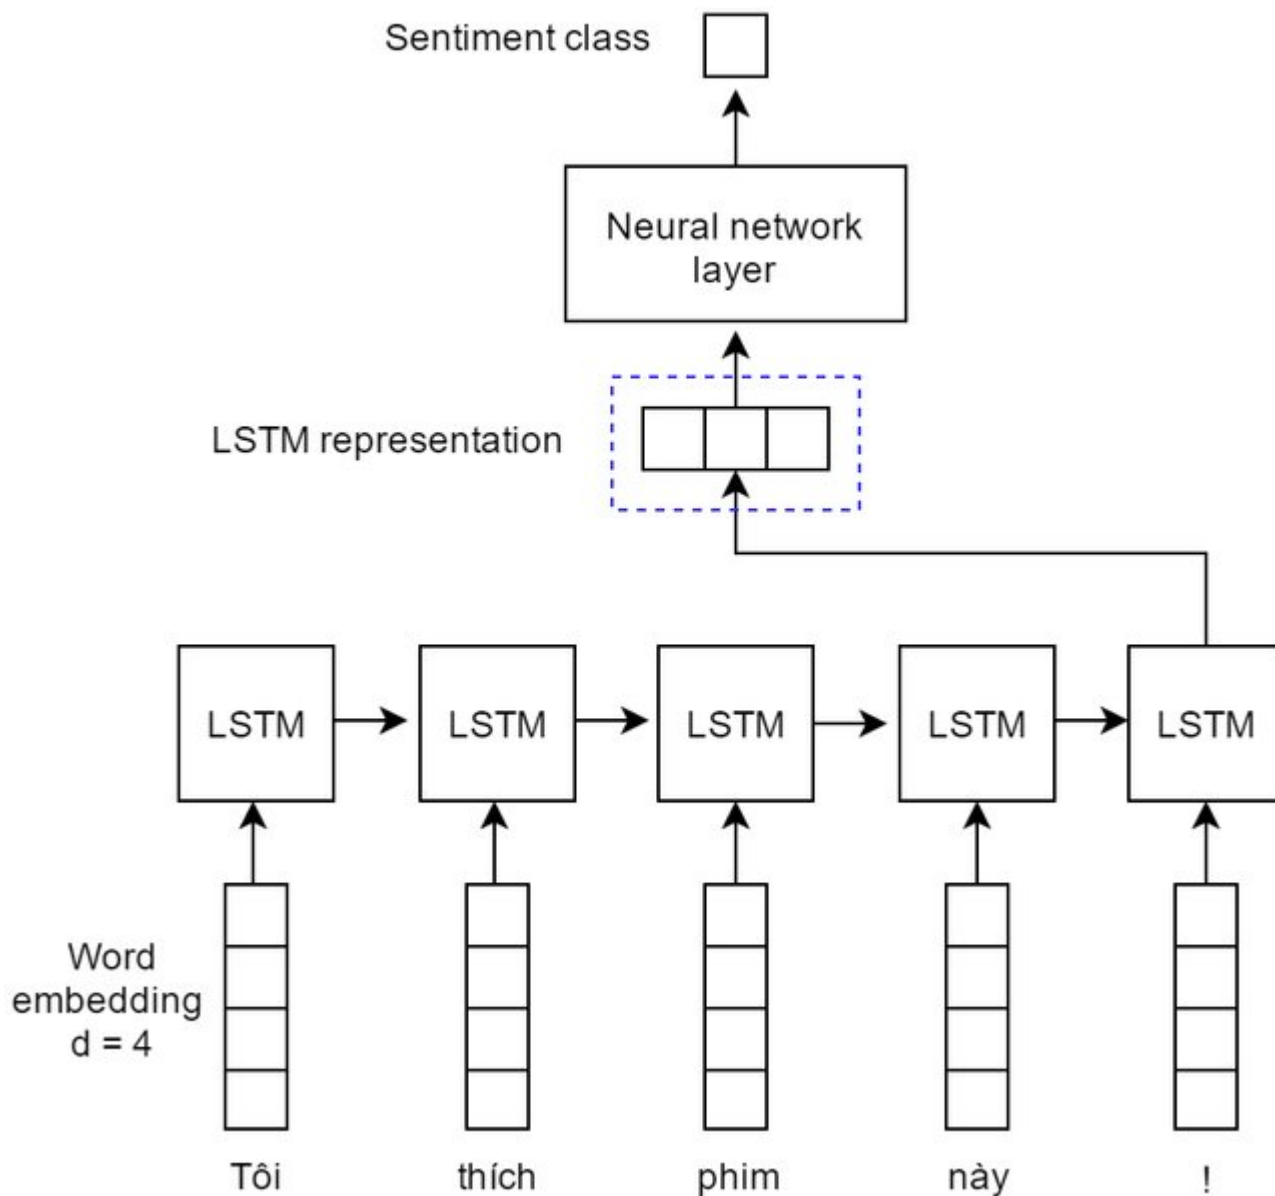 Sentiment class
Neural network
layer
LSTM representation
LSTM
LSTM
LSTM
LSTM
LSTM
Word
embedding
d = 4
Tôi
thích
phim
này
!